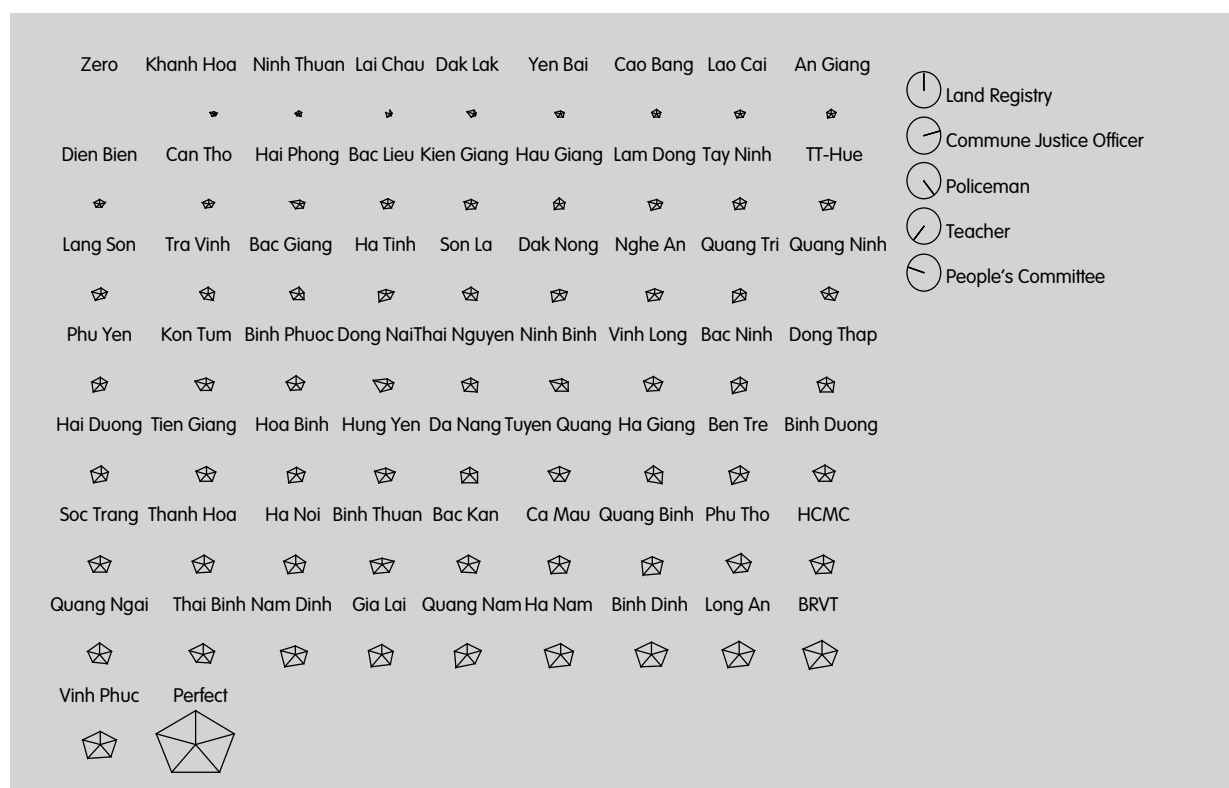 Zero Khanh Hoa Ninh Thuan Lai Chau Dak Lak Yen Bai Cao Bang Lao Cai An Giang
Dien Bien Can Tho Hai Phong Bac Lieu Kien Giang Hau Giang Lam Dong Tay Ninh TT-Hue
Lang Son Tra Vinh Bac Giang Ha Tinh Son La Dak Nong Nghe An Quang Tri Quang Ninh
Phu Yen Kon Tum Binh Phuoc Dong Nai Thai Nguyen Ninh Binh Vinh Long Bac Ninh Dong Thap
Hai Duong Tien Giang Hoa Binh Hung Yen Da Nang Tuyen Quang Ha Giang Ben Tre Binh Duong
Soc Trang Thanh Hoa Ha Noi Binh Thuan Bac Kan Ca Mau Quang Binh Phu Tho HCMC
Quang Ngai Thai Binh Nam Dinh Gia Lai Quang Nam Ha Nam Binh Dinh Long An BRVT
Vinh Phuc Perfect
Land Registry
Commune Justice Officer
Policeman
Teacher
People's Committee